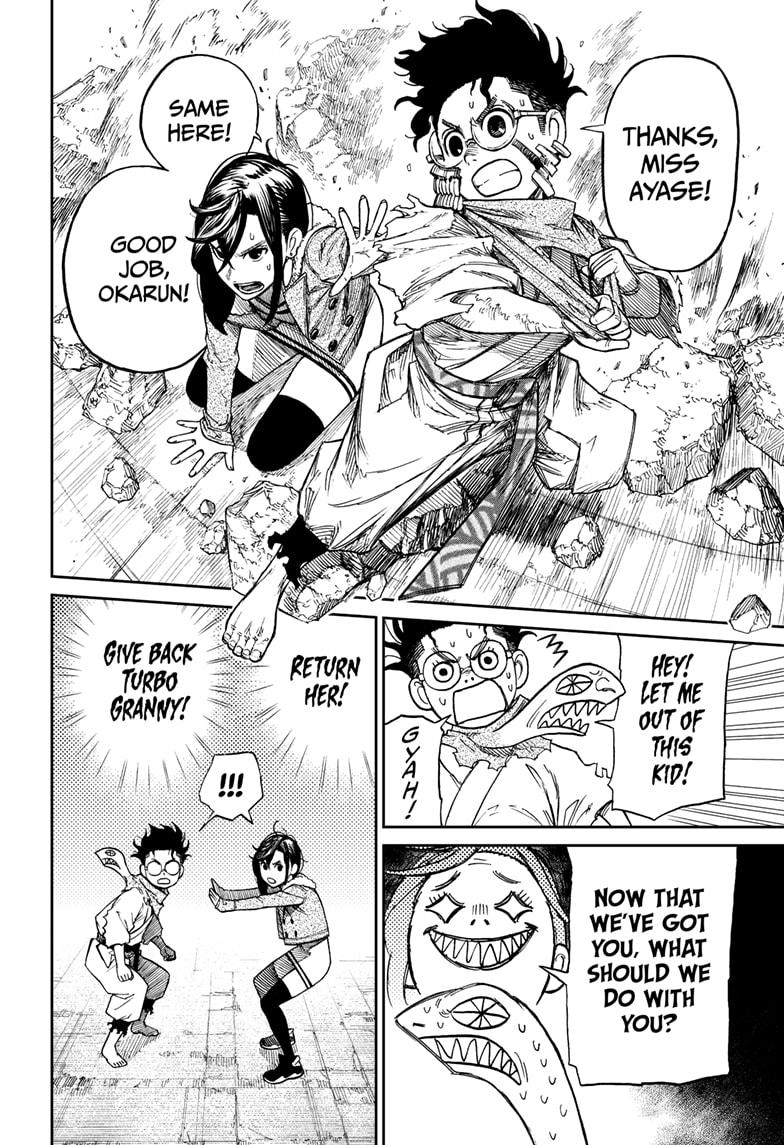 THANKS,
MISS
AYASE!
SAME
HERE!
GOOD
JOB,
OKARUN!
HEY!
LET ME
OUT OF
THIS
KID!
GYAH!
RETURN
HER!
GIVE BACK
TURBO
GRANNY!
!!!
NOW THAT
WE'VE GOT
YOU, WHAT
SHOULD WE
DO WITH
YOU?